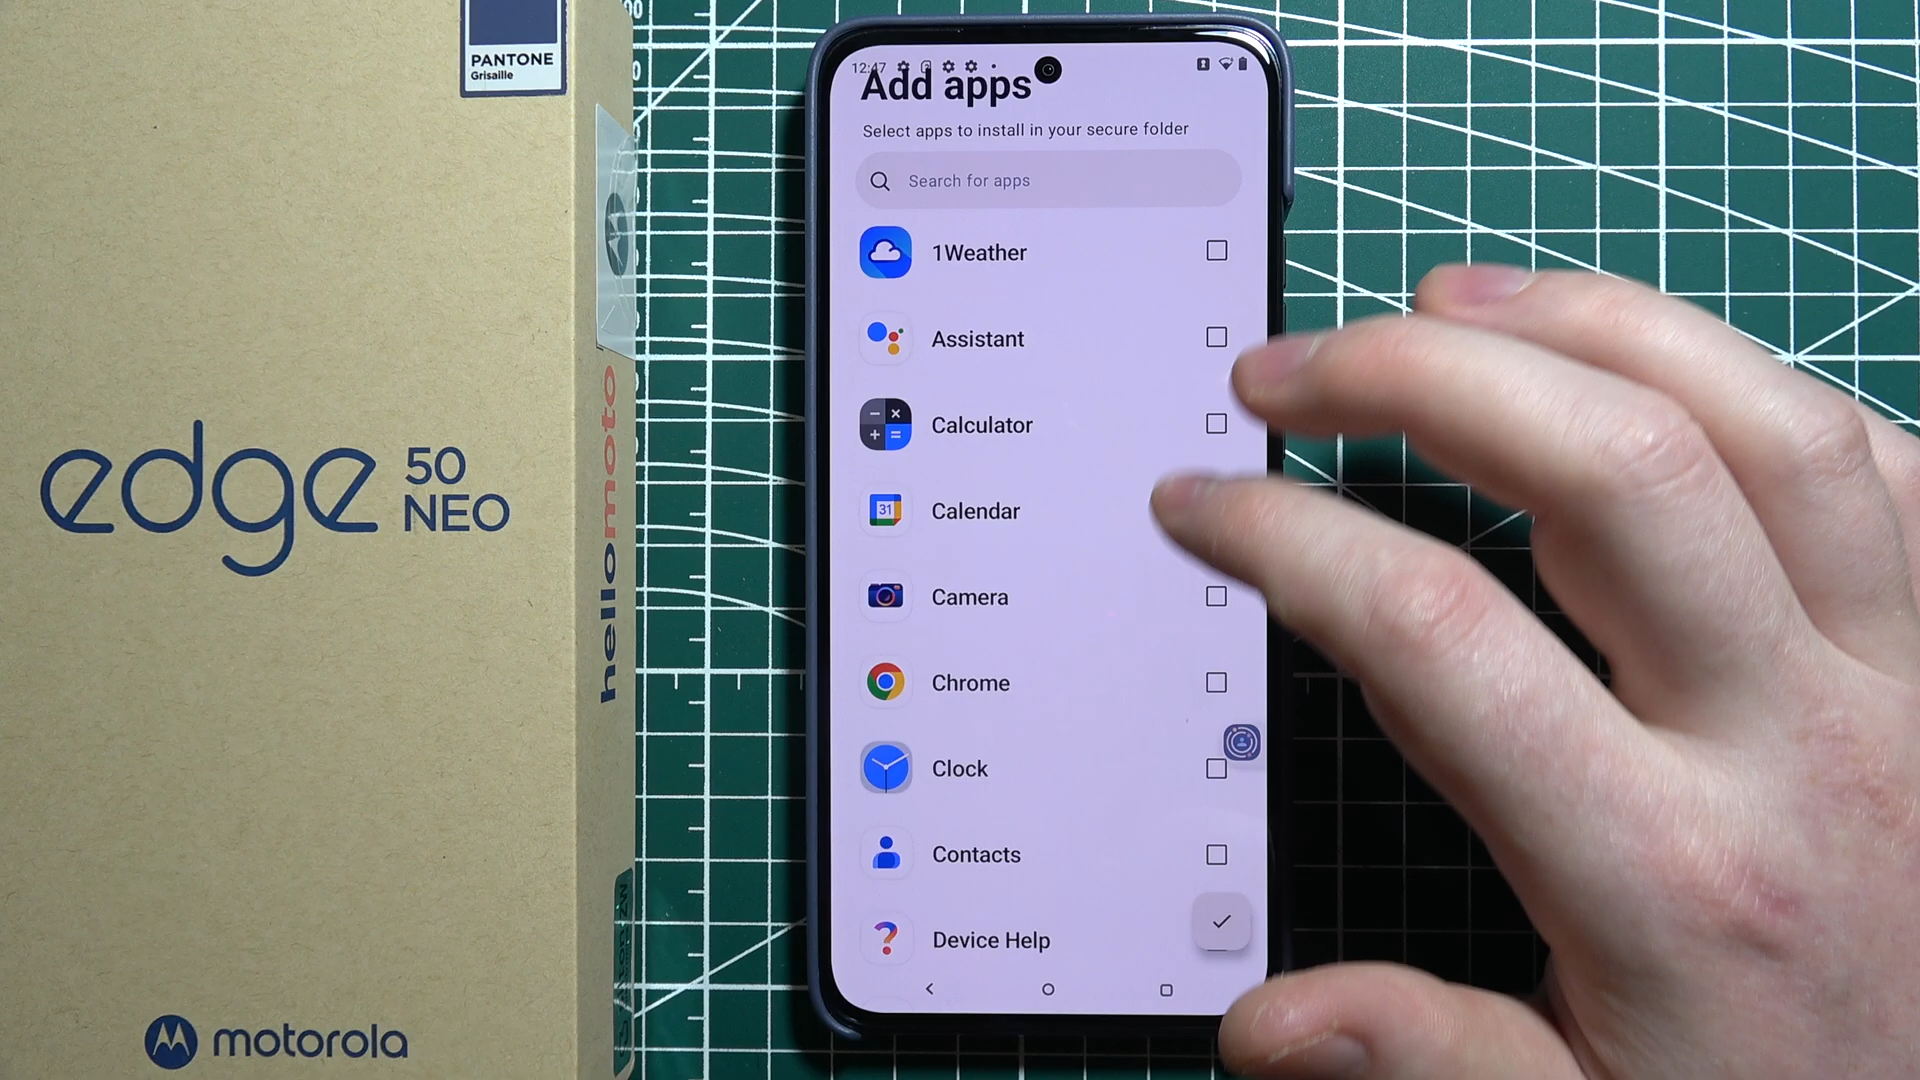 PANTONE
Grisaille
edge 50
NEO
hellomoto
motorola
12:47
Add apps
Select apps to install in your secure folder
Search for apps
1Weather
Assistant
Calculator
31
Calendar
Camera
Chrome
Clock
Contacts
Device Help